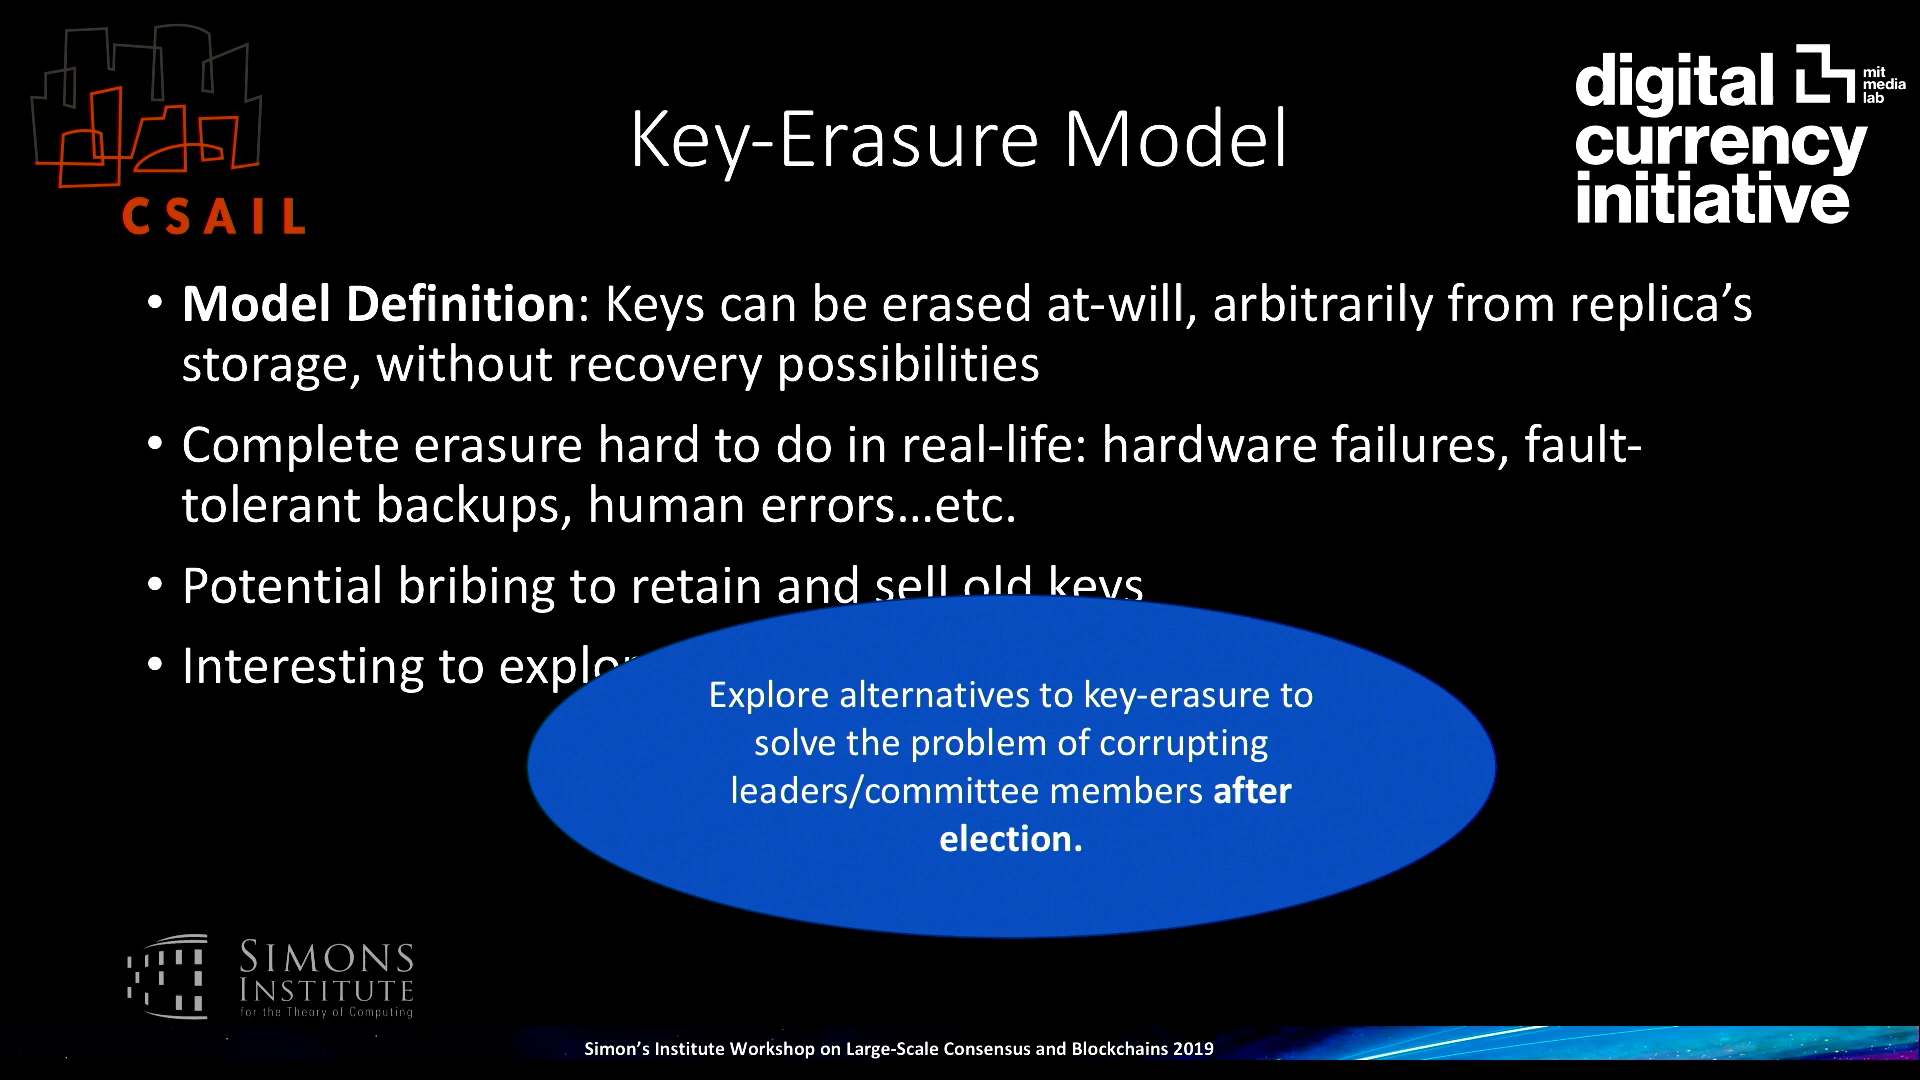 CSAIL
Key-Erasure Model
digital
currency
initiative
mit
media
lab
• Model Definition: Keys can be erased at-will, arbitrarily from replica’s
storage, without recovery possibilities
• Complete erasure hard to do in real-life: hardware failures, fault-
tolerant backups, human errors…etc.
• Potential bribing to retain and sell old keys
• Interesting to
Explore alternatives to key-erasure to
solve the problem of corrupting
leaders/committee members after
election.
SIMONS
INSTITUTE
for the Theory of Computing
Simon’s Institute Workshop on Large-Scale Consensus and Blockchains 2019